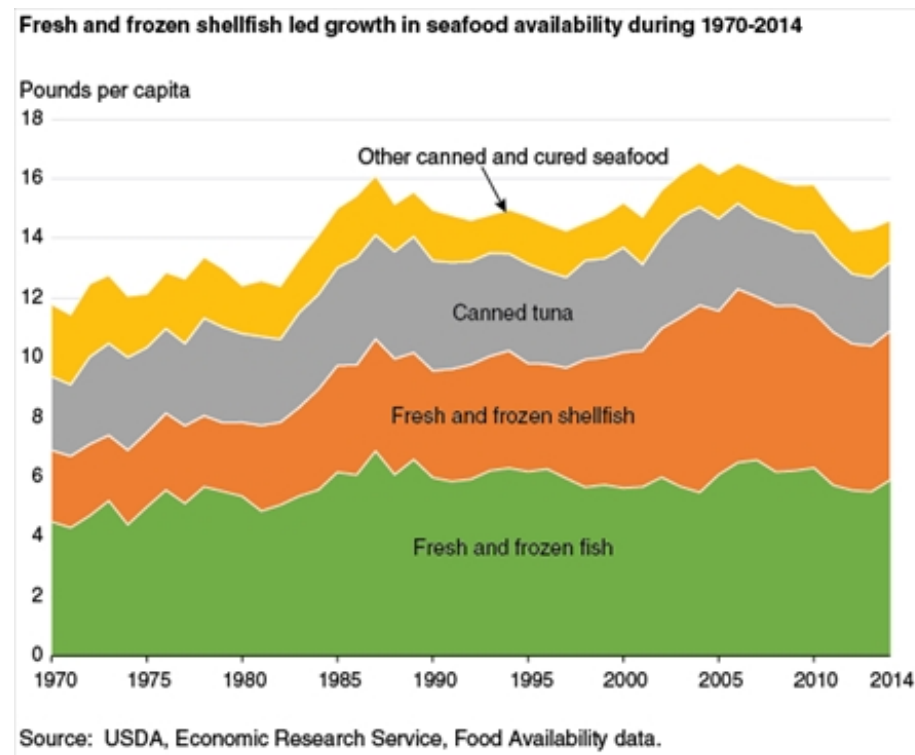 Fresh and frozen shellfish led growth in seafood availability during 1970-2014
Pounds per capita
18
16
14
12
10
8
6
4
2
0
Other canned and cured seafood
Canned tuna
Fresh and frozen shellfish
Fresh and frozen fish
1970 1975 1980 1985 1990 1995 2000 2005 2010 2014
Source: USDA, Economic Research Service, Food Availability data.